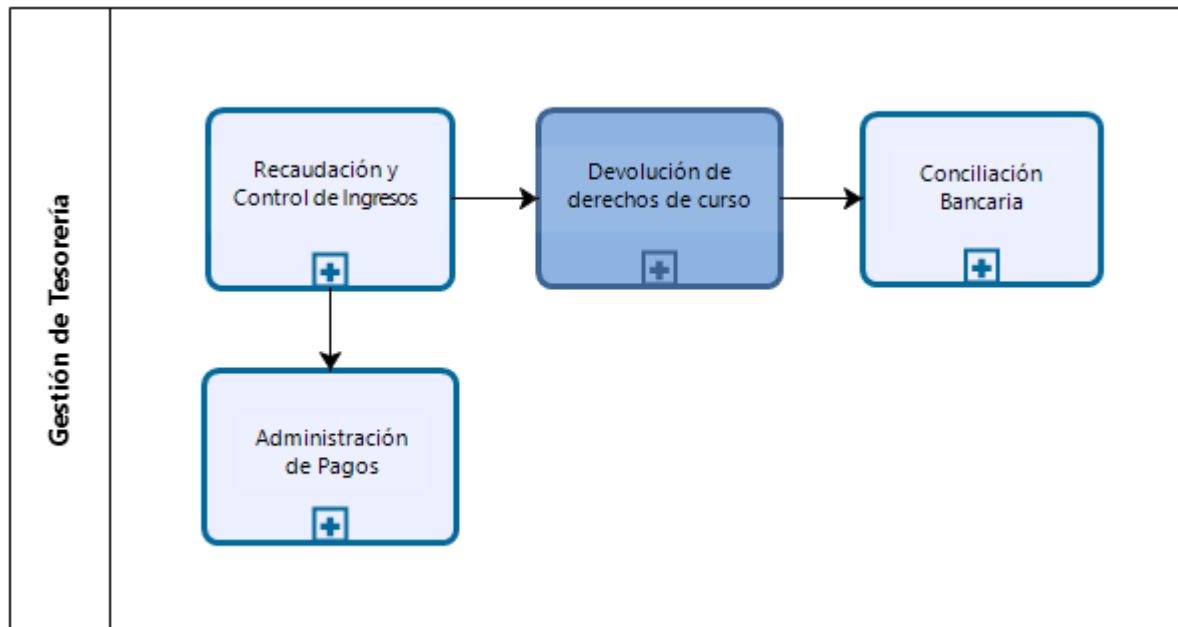 Gestión de Tesorería
Recaudación y
Control de Ingresos
Devolución de
derechos de curso
Conciliación
Bancaria
Administración
de Pagos